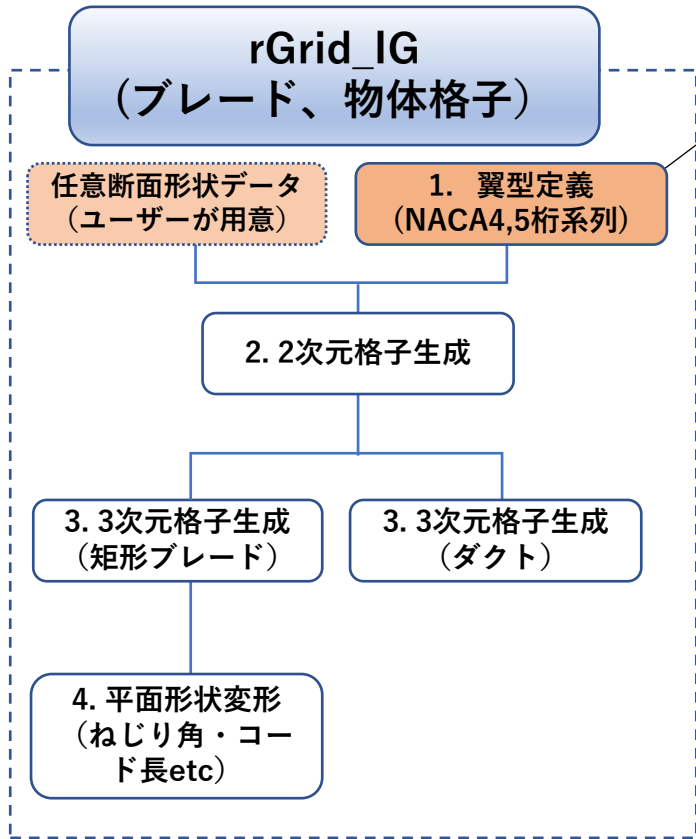 rGrid_IG
(ブレード、物体格子)
任意断面形状データ
（ユーザーが用意）
1. 翼型定義
(NACA4,5桁系列)
2. 2次元格子生成
3. 3次元格子生成
（矩形ブレード）
3. 3次元格子生成
（ダクト）
4. 平面形状変形
（ねじり角・コー
ド長etc）